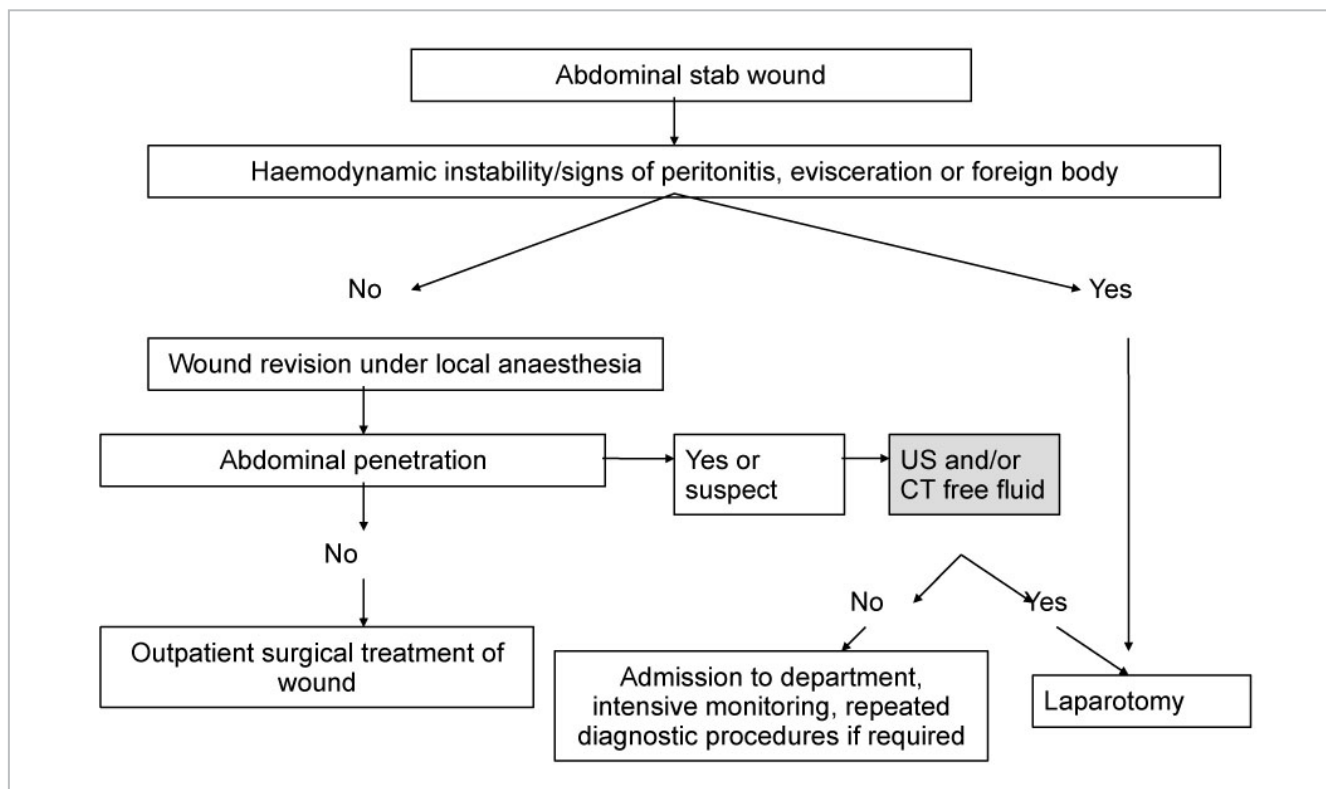 Abdominal stab wound
Haemodynamic instability/signs of peritonitis, evisceration or foreign body
No
Yes
Wound revision under local anaesthesia
Abdominal penetration
Yes or
suspect
US and/or
CT free fluid
No
No
Yes
Outpatient surgical treatment of
wound
Admission to department,
intensive monitoring, repeated
diagnostic procedures if required
Laparotomy